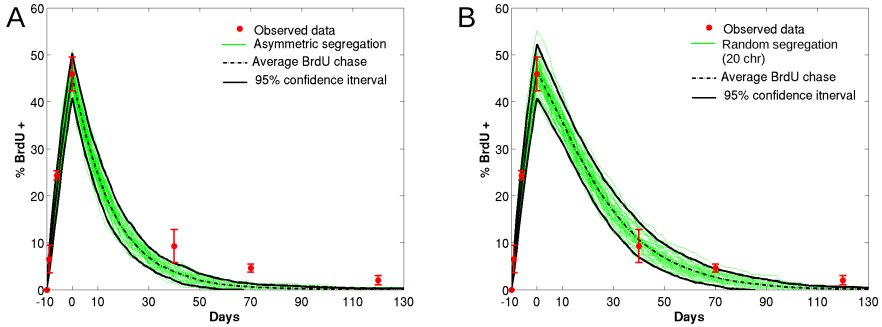 A
60
50
40
30
20
10
0
% BrdU +
-10 0 10 30 50 70 90 110 130
Days
Observed data
Asymmetric segregation
Average BrdU chase
95% confidence itnerval
B
60
50
40
30
20
10
0
% BrdU +
-10 0 10 30 50 70 90 110 130
Days
Observed data
Random segregation
(20 chr)
Average BrdU chase
95% confidence itnerval